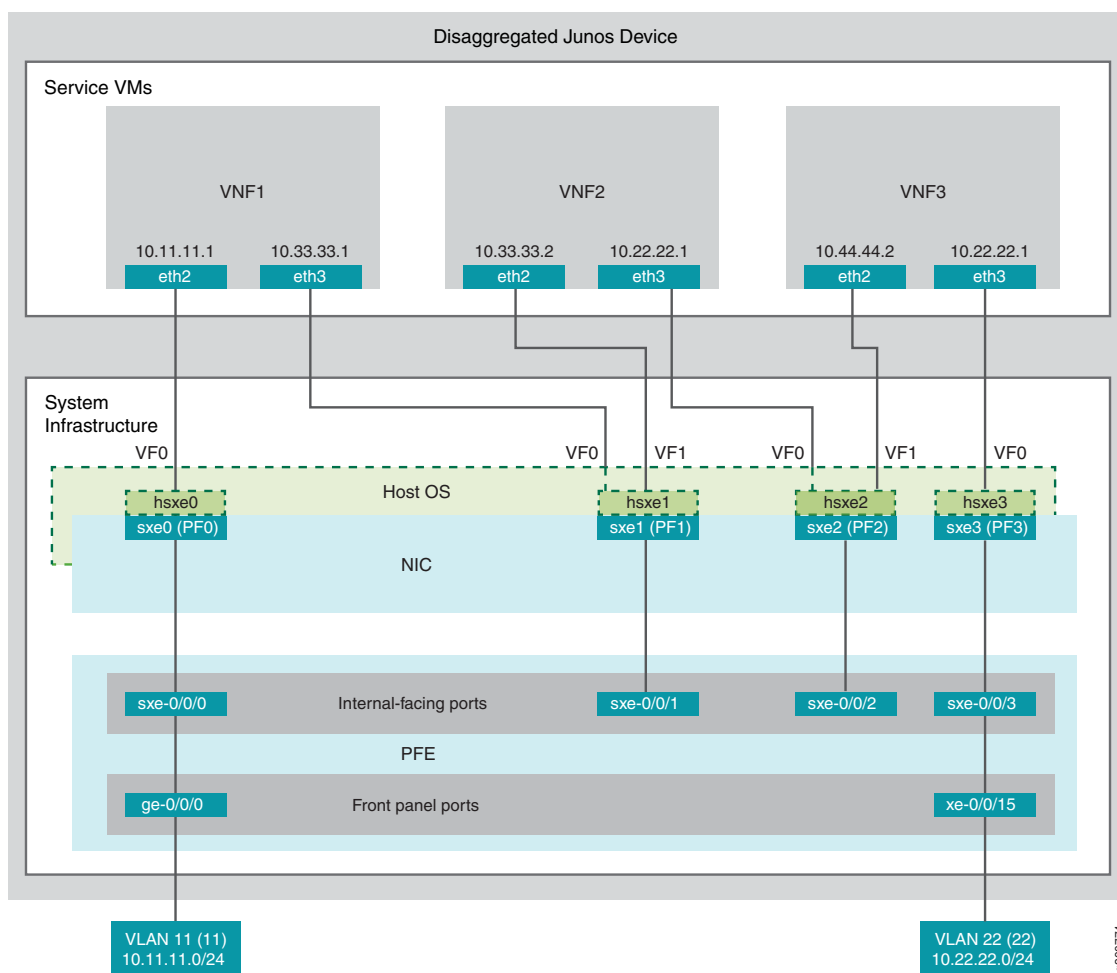 Disaggregated Junos Device
Service VMs
VNF1
VNF2
VNF3
10.11.11.1
10.33.33.1
10.33.33.2
10.22.22.1
10.44.44.2
10.22.22.1
eth2
eth3
eth2
eth3
eth2
eth3
System
Infrastructure
VF0
VF0
VF1
VF0
VF1
VF0
Host OS
hsxe0
hsxe1
hsxe2
hsxe3
sxe0 (PF0)
sxe1 (PF1)
sxe2 (PF2)
sxe3 (PF3)
NIC
sxe-0/0/0
Internal-facing ports
sxe-0/0/1
sxe-0/0/2
sxe-0/0/3
PFE
ge-0/0/0
Front panel ports
xe-0/0/15
VLAN 11 (11)
10.11.11.0/24
VLAN 22 (22)
10.22.22.0/24